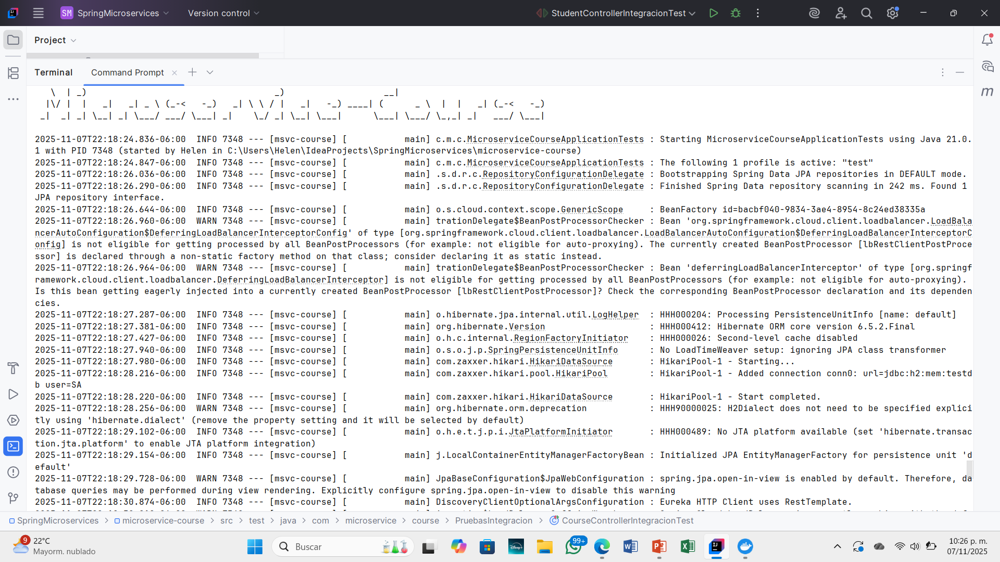 SM SpringMicroservices Version control StudentControllerIntegracionTest
Project
Terminal Command Prompt
\  | _)                                    _)                   __|
|\/ |  |   _|   _| _ \ (_-<   -_)   _| \ \ / |   _|   -_) ____| (      _ \  |  |   _| (_-<   -_)
_|  _| _| \__| _| \___/ ___/ \___| _|    \_/ _| \__| \___|      \___| \___/ \_,_| _|   ___/ \___|
2025-11-07T22:18:24.836-06:00  INFO 7348 --- [msvc-course] [           main] c.m.c.MicroserviceCourseApplicationTests : Starting MicroserviceCourseApplicationTests using Java 21.0.
1 with PID 7348 (started by Helen in C:\Users\Helen\IdeaProjects\SpringMicroservices\microservice-course)
2025-11-07T22:18:24.847-06:00  INFO 7348 --- [msvc-course] [           main] c.m.c.MicroserviceCourseApplicationTests : The following 1 profile is active: "test"
2025-11-07T22:18:26.036-06:00  INFO 7348 --- [msvc-course] [           main] .s.d.r.c.RepositoryConfigurationDelegate : Bootstrapping Spring Data JPA repositories in DEFAULT mode.
2025-11-07T22:18:26.290-06:00  INFO 7348 --- [msvc-course] [           main] .s.d.r.c.RepositoryConfigurationDelegate : Finished Spring Data repository scanning in 242 ms. Found 1
JPA repository interface.
2025-11-07T22:18:26.644-06:00  INFO 7348 --- [msvc-course] [           main] o.s.cloud.context.scope.GenericScope     : BeanFactory id=bacbf040-9834-3ae4-8954-8c24ed38335a
2025-11-07T22:18:26.960-06:00  WARN 7348 --- [msvc-course] [           main] trationDelegate$BeanPostProcessorChecker : Bean 'org.springframework.cloud.client.loadbalancer.LoadBala
ncerAutoConfiguration$DeferringLoadBalancerInterceptorConfig' of type [org.springframework.cloud.client.loadbalancer.LoadBalancerAutoConfiguration$DeferringLoadBalancerInterceptorC
onfig] is not eligible for getting processed by all BeanPostProcessors (for example: not eligible for auto-proxying). The currently created BeanPostProcessor [lbRestClientPostProce
ssor] is declared through a non-static factory method on that class; consider declaring it as static instead.
2025-11-07T22:18:26.964-06:00  WARN 7348 --- [msvc-course] [           main] trationDelegate$BeanPostProcessorChecker : Bean 'deferringLoadBalancerInterceptor' of type [org.springf
ramework.cloud.client.loadbalancer.DeferringLoadBalancerInterceptor] is not eligible for getting processed by all BeanPostProcessors (for example: not eligible for auto-proxying).
Is this bean getting eagerly injected into a currently created BeanPostProcessor [lbRestClientPostProcessor]? Check the corresponding BeanPostProcessor declaration and its dependen
cies.
2025-11-07T22:18:27.287-06:00  INFO 7348 --- [msvc-course] [           main] o.hibernate.jpa.internal.util.LogHelper  : HHH000204: Processing PersistenceUnitInfo [name: default]
2025-11-07T22:18:27.381-06:00  INFO 7348 --- [msvc-course] [           main] org.hibernate.Version                    : HHH000412: Hibernate ORM core version 6.5.2.Final
2025-11-07T22:18:27.427-06:00  INFO 7348 --- [msvc-course] [           main] o.h.c.internal.RegionFactoryInitiator    : HHH000026: Second-level cache disabled
2025-11-07T22:18:27.940-06:00  INFO 7348 --- [msvc-course] [           main] o.s.o.j.p.SpringPersistenceUnitInfo      : No LoadTimeWeaver setup: ignoring JPA class transformer
2025-11-07T22:18:27.980-06:00  INFO 7348 --- [msvc-course] [           main] com.zaxxer.hikari.HikariDataSource       : HikariPool-1 - Starting...
2025-11-07T22:18:28.216-06:00  INFO 7348 --- [msvc-course] [           main] com.zaxxer.hikari.pool.HikariPool        : HikariPool-1 - Added connection conn0: url=jdbc:h2:mem:testd
b user=SA
2025-11-07T22:18:28.220-06:00  INFO 7348 --- [msvc-course] [           main] com.zaxxer.hikari.HikariDataSource       : HikariPool-1 - Start completed.
2025-11-07T22:18:28.256-06:00  WARN 7348 --- [msvc-course] [           main] org.hibernate.orm.deprecation            : HHH90000025: H2Dialect does not need to be specified explici
tly using 'hibernate.dialect' (remove the property setting and it will be selected by default)
2025-11-07T22:18:29.102-06:00  INFO 7348 --- [msvc-course] [           main] o.h.e.t.j.p.i.JtaPlatformInitiator       : HHH000489: No JTA platform available (set 'hibernate.transac
tion.jta.platform' to enable JTA platform integration)
2025-11-07T22:18:29.154-06:00  INFO 7348 --- [msvc-course] [           main] j.LocalContainerEntityManagerFactoryBean : Initialized JPA EntityManagerFactory for persistence unit 'd
efault'
2025-11-07T22:18:29.728-06:00  WARN 7348 --- [msvc-course] [           main] JpaBaseConfiguration$JpaWebConfiguration : spring.jpa.open-in-view is enabled by default. Therefore, da
tabase queries may be performed during view rendering. Explicitly configure spring.jpa.open-in-view to disable this warning
2025-11-07T22:18:30.874-06:00  INFO 7348 --- [msvc-course] [           main] DiscoveryClientOptionalArgsConfiguration : Eureka HTTP Client uses RestTemplate.
SpringMicroservices > microservice-course > src > test > java > com > microservice > course > PruebasIntegracion > CourseControllerIntegracionTest
9 22°C
Mayorm. nublado
Buscar
99+
10:26 p. m.
07/11/2025